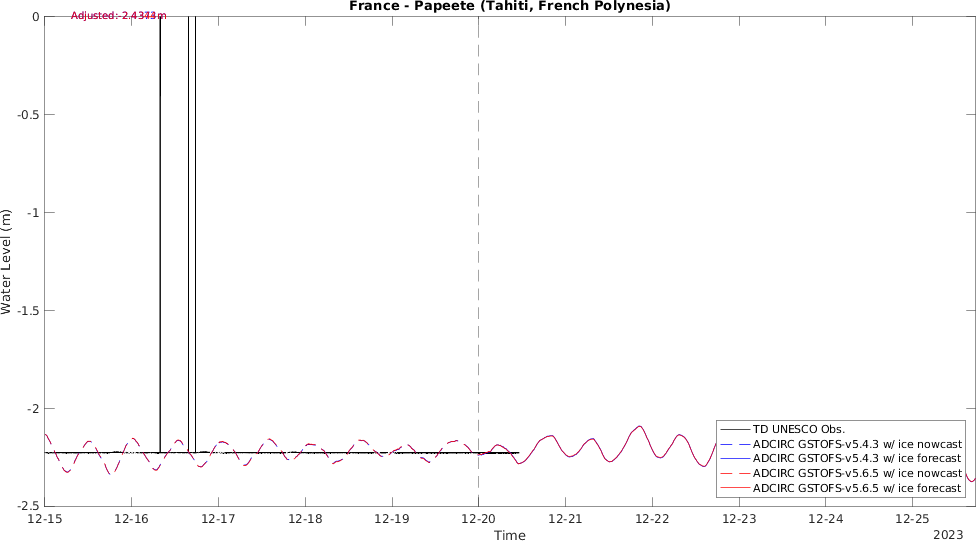 France - Papeete (Tahiti, French Polynesia)
Adjusted:
0
-0.5
-1
-1.5
-2
-2.5
Water Level (m)
TD UNESCO Obs.
ADCIRC GSTOFS-v5.4.3 w/ ice nowcast
ADCIRC GSTOFS-v5.4.3 w/ ice forecast
ADCIRC GSTOFS-v5.6.5 w/ ice nowcast
ADCIRC GSTOFS-v5.6.5 w/ ice forecast
12-15 12-16 12-17 12-18 12-19 12-20 12-21 12-22 12-23 12-24 12-25
Time
2023